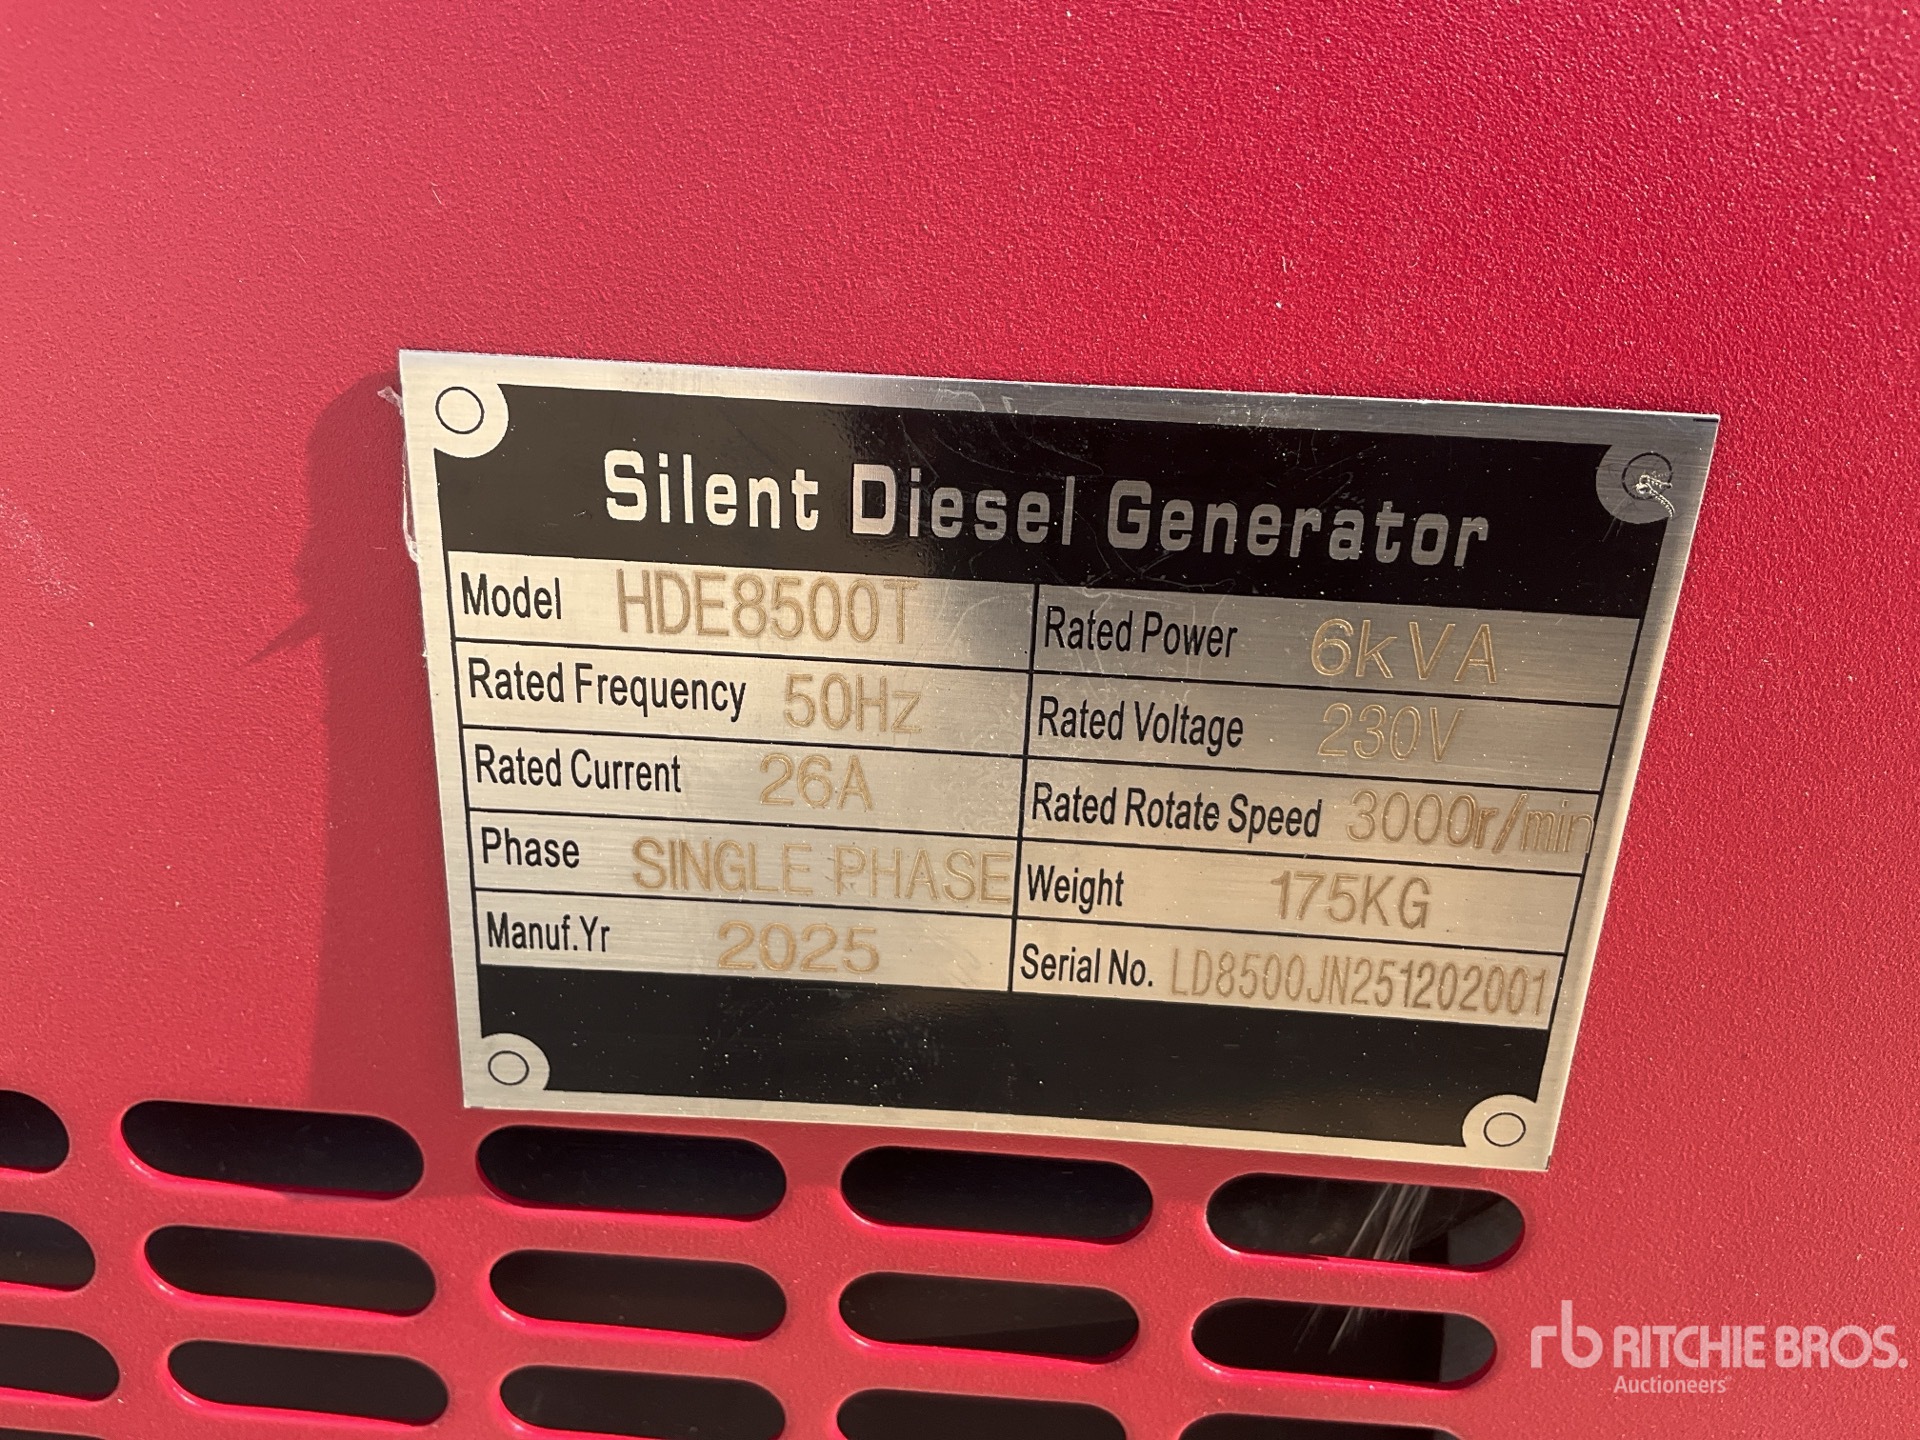 Silent Diesel Generator
Model HDE8500T
Rated Power 6kVA
Rated Frequency 50Hz
Rated Voltage 230V
Rated Current 26A
Rated Rotate Speed 3000r/min
Phase SINGLE PHASE
Weight 175KG
Manuf.Yr 2025
Serial No. LD8500JN251202001
rb RITCHIE BROS.
Auctioneers